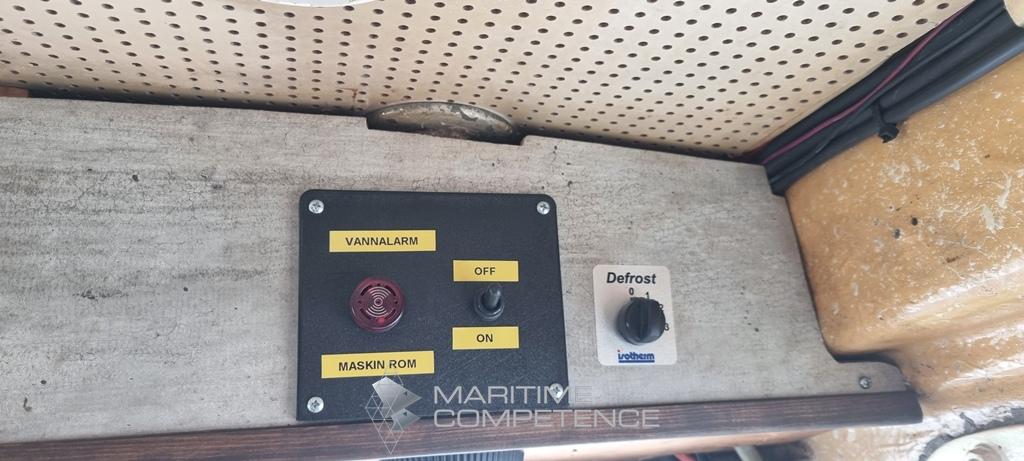 VANNALARM
OFF
ON
MASKIN ROM
Defrost
0
1
2
3
isotherm
MARITIME
COMPETENCE